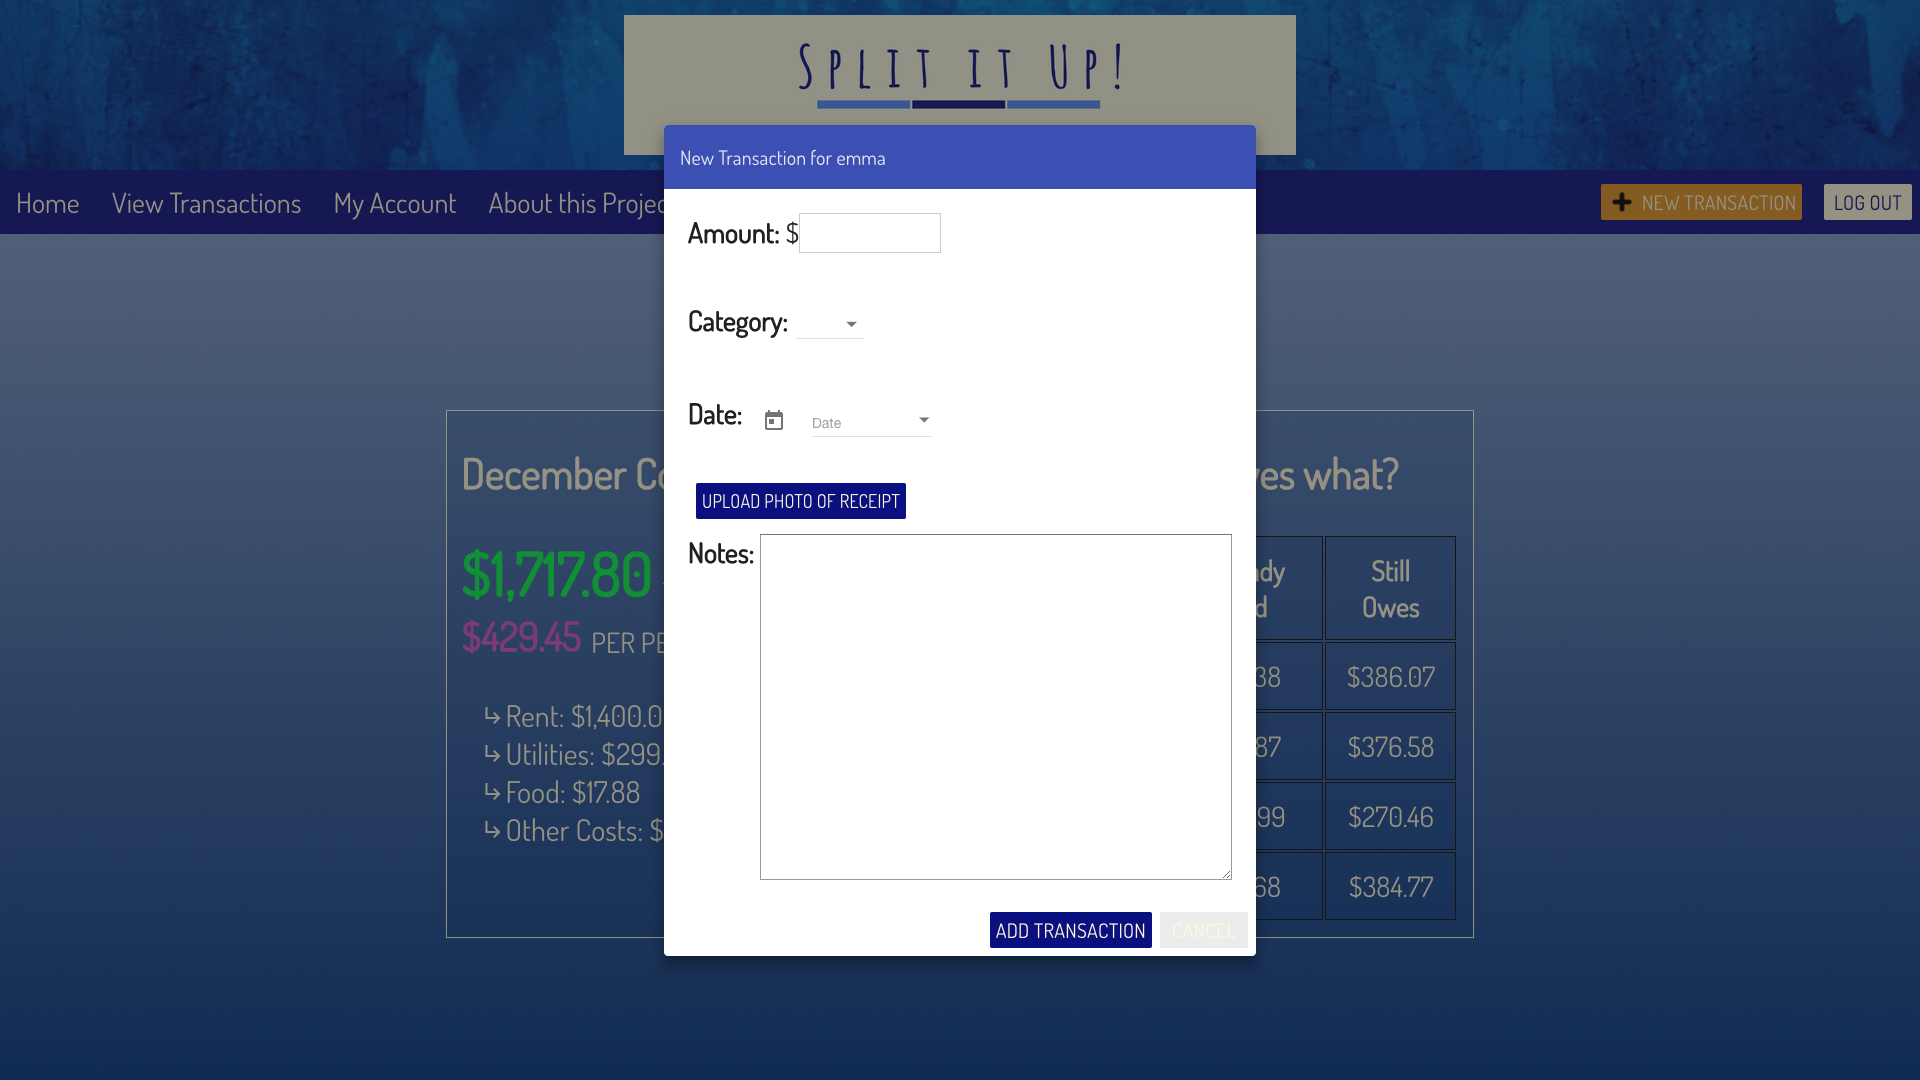 Split it Up!
Home View Transactions My Account About this Projec
NEW TRANSACTION LOG OUT
New Transaction for emma
Amount: $
Category:
Date: Date
UPLOAD PHOTO OF RECEIPT
Notes:
ADD TRANSACTION CANCEL
December Co
$1,717.80
$429.45 PER PE
↳ Rent: $1,400.0
↳ Utilities: $299.
↳ Food: $17.88
↳ Other Costs: $
es what?
dy
d
Still
Owes
38 $386.07
87 $376.58
99 $270.46
68 $384.77